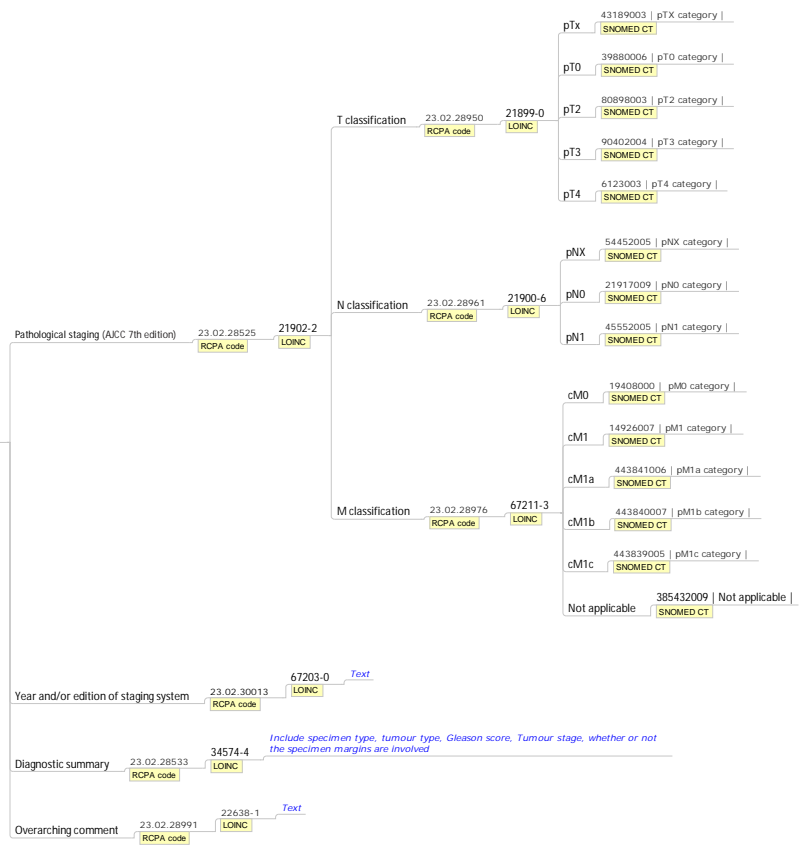 Pathological staging (AJCC 7th edition)
23.02.28525
RCPA code
21902-2
LOINC
T classification
23.02.28950
RCPA code
21899-0
LOINC
pTx
43189003 | pTX category |
SNOMED CT
pT0
39880006 | pT0 category |
SNOMED CT
pT2
80898003 | pT2 category |
SNOMED CT
pT3
90402004 | pT3 category |
SNOMED CT
pT4
6123003 | pT4 category |
SNOMED CT
N classification
23.02.28961
RCPA code
21900-6
LOINC
pNX
54452005 | pNX category |
SNOMED CT
pN0
21917009 | pN0 category |
SNOMED CT
pN1
45552005 | pN1 category |
SNOMED CT
M classification
23.02.28976
RCPA code
67211-3
LOINC
cM0
19408000 | pM0 category |
SNOMED CT
cM1
14926007 | pM1 category |
SNOMED CT
cM1a
443841006 | pM1a category |
SNOMED CT
cM1b
443840007 | pM1b category |
SNOMED CT
cM1c
443839005 | pM1c category |
SNOMED CT
Not applicable
385432009 | Not applicable |
SNOMED CT
Year and/or edition of staging system
23.02.30013
RCPA code
67203-0
LOINC
Text
Diagnostic summary
23.02.28533
RCPA code
34574-4
LOINC
Include specimen type, tumour type, Gleason score, Tumour stage, whether or not
the specimen margins are involved
Overarching comment
23.02.28991
RCPA code
22638-1
LOINC
Text